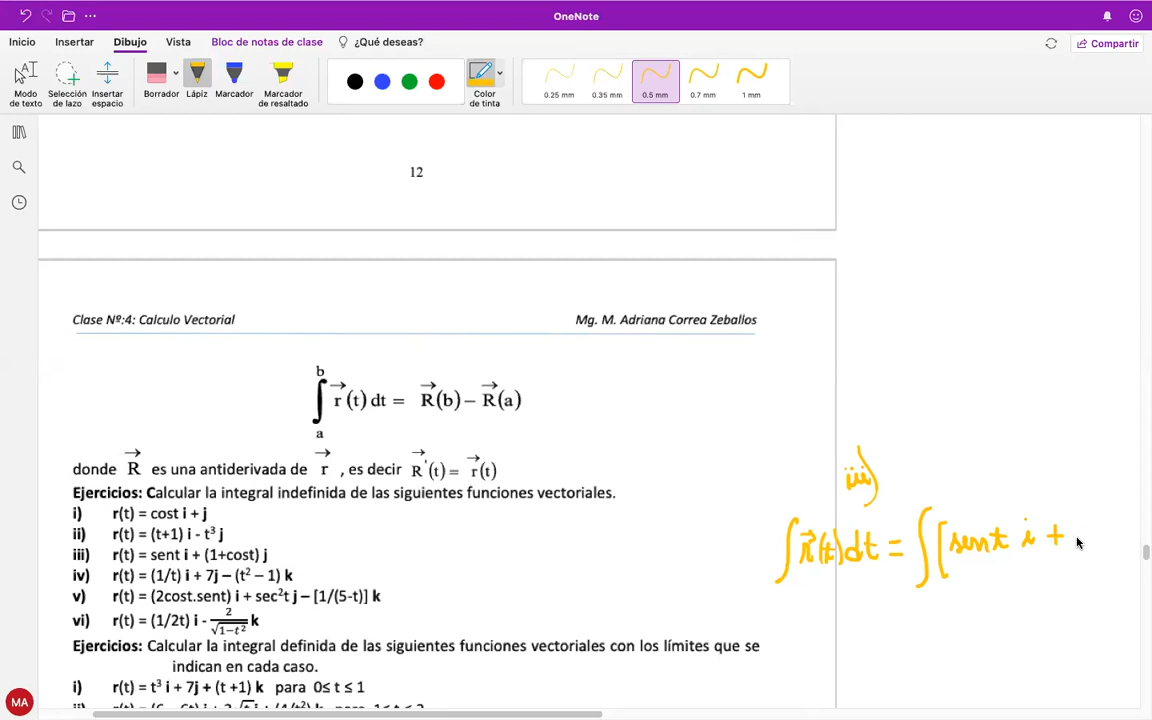 OneNote
Inicio Insertar Dibujo Vista Bloc de notas de clase ¿Qué deseas? Compartir
Modo de texto
Selección de lazo
Insertar espacio
Borrador
Lápiz
Marcador
Marcador de resaltado
Color de tinta
0.25 mm 0.35 mm 0.5 mm 0.7 mm 1 mm
12
Clase Nº:4: Calculo Vectorial Mg. M. Adriana Correa Zeballos
∫ₐᵇ r⃗(t) dt = R⃗(b) – R⃗(a)
donde R⃗ es una antiderivada de r⃗ , es decir R⃗'(t) = r⃗(t)
Ejercicios: Calcular la integral indefinida de las siguientes funciones vectoriales.
i) r(t) = cost i + j
ii) r(t) = (t+1) i - t³ j
iii) r(t) = sent i + (1+cost) j
iv) r(t) = (1/t) i + 7j – (t² – 1) k
v) r(t) = (2cost.sent) i + sec²t j – [1/(5-t)] k
vi) r(t) = (1/2t) i - 2/√(1–t²) k
Ejercicios: Calcular la integral definida de las siguientes funciones vectoriales con los límites que se
indican en cada caso.
i) r(t) = t³ i + 7j + (t +1) k para 0≤ t ≤ 1
iii)
∫ r⃗(t) dt = ∫ [sent i +
MA